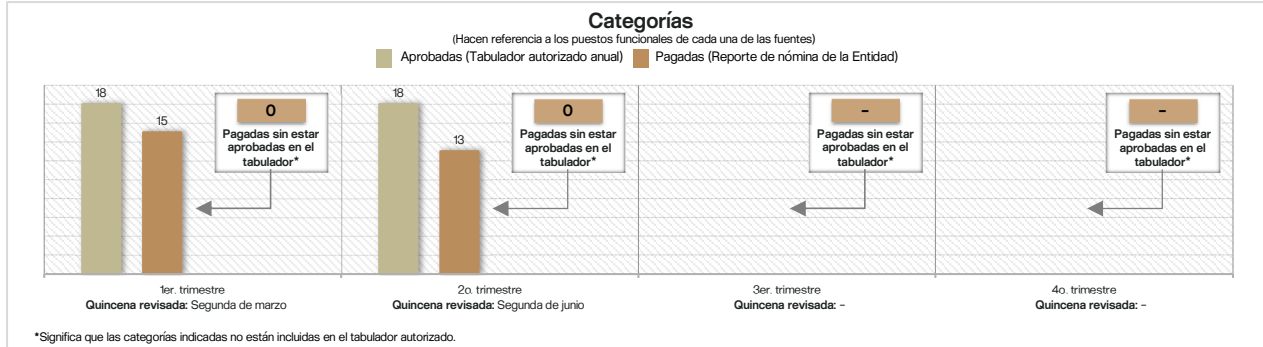 Categorías
(Hacen referencia a los puestos funcionales de cada una de las fuentes)
Aprobadas (Tabulador autorizado anual) Pagadas (Reporte de nómina de la Entidad)
18
15
0
Pagadas sin estar
aprobadas en el
tabulador*
18
13
0
Pagadas sin estar
aprobadas en el
tabulador*
–
Pagadas sin estar
aprobadas en el
tabulador*
–
Pagadas sin estar
aprobadas en el
tabulador*
1er. trimestre
Quincena revisada: Segunda de marzo
2o. trimestre
Quincena revisada: Segunda de junio
3er. trimestre
Quincena revisada: –
4o. trimestre
Quincena revisada: –
*Significa que las categorías indicadas no están incluidas en el tabulador autorizado.